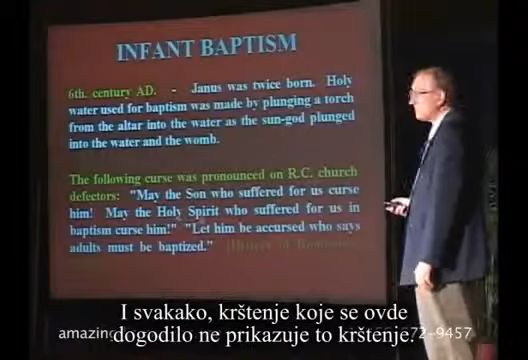 INFANT BAPTISM
6th. century AD. - Janus was twice born. Holy
water used for baptism was made by plunging a torch
from the altar into the water as the sun-god plunged
into the water and the womb.
The following curse was pronounced on R.C. church
defectors: "May the Son who suffered for us curse
him! May the Holy Spirit who suffered for us in
baptism curse him!" "Let him be accursed who says
adults must be baptized."
I svakako, krštenje koje se ovde
dogodilo ne prikazuje to krštenje.
amazing
72-9457